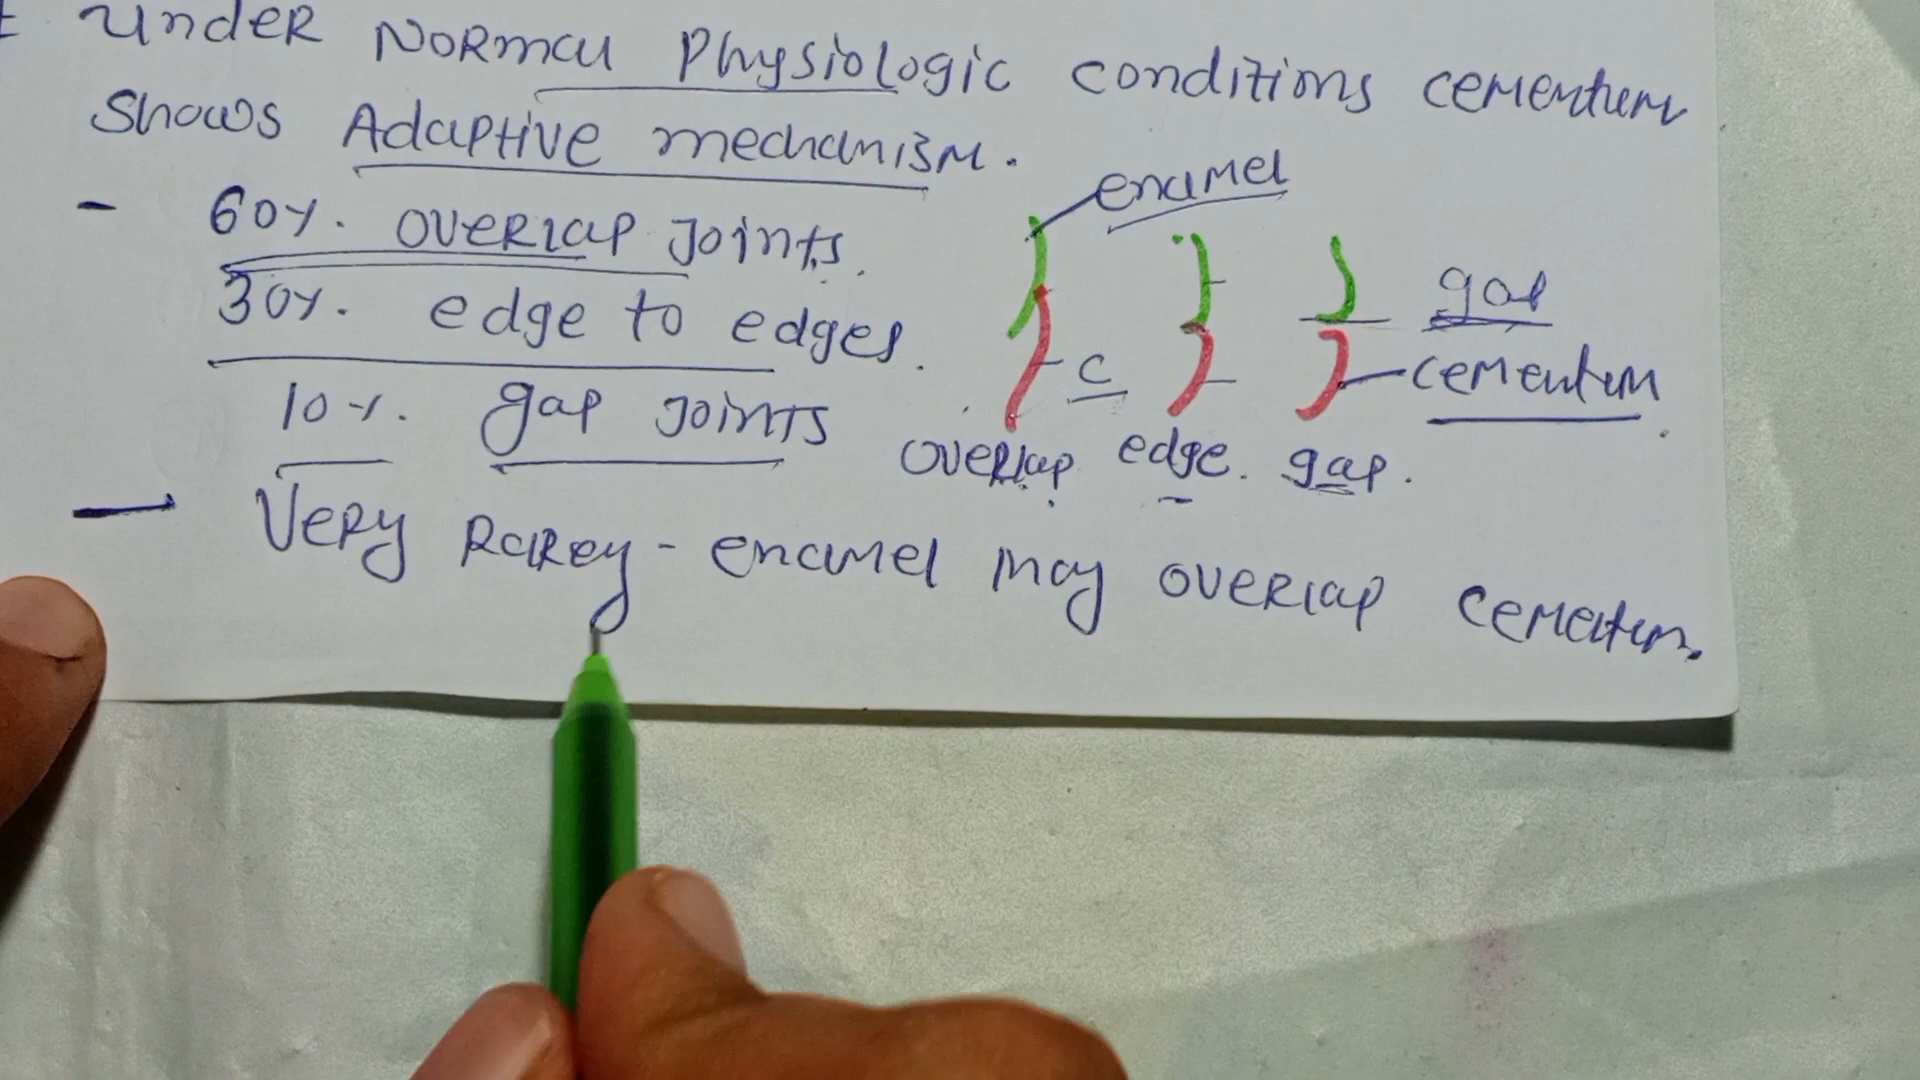 Under Normal Physiologic conditions cementum
Shows Adaptive mechanism.
enamel
- 60%. overlap Joints.
30%. edge to edges.
gap
C
cementum
10%. gap Joints
overlap edge. gap.
Very Rarey - enamel may overlap cementum.